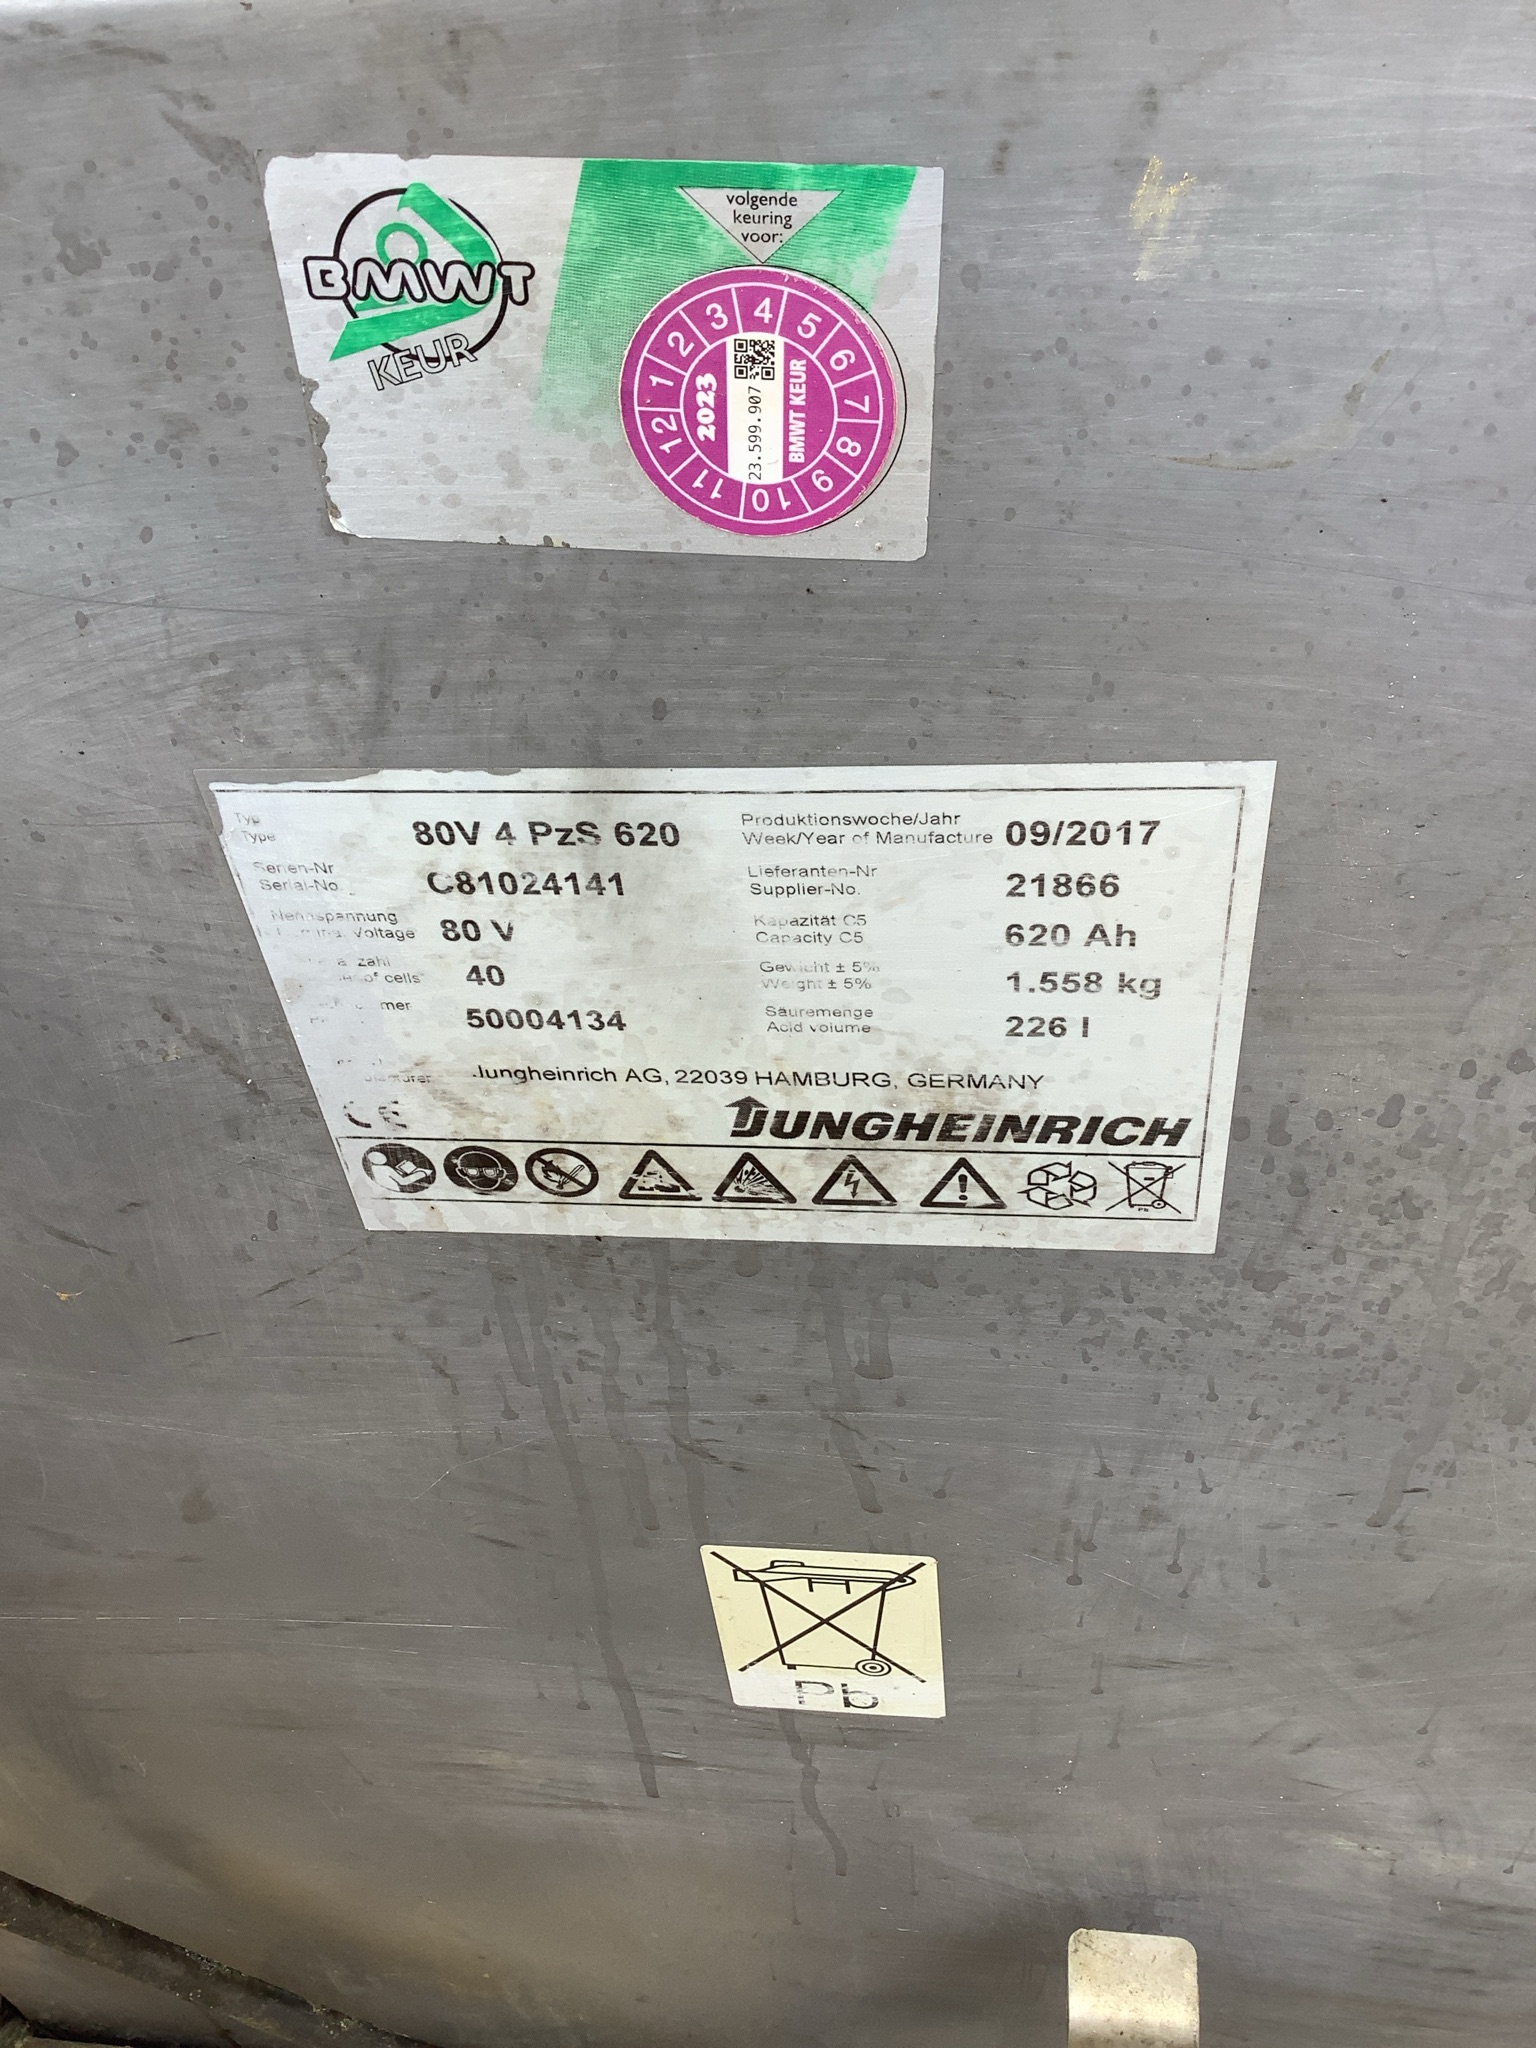 BMWT
KEUR
volgende
keuring
voor:
1 2 3 4 5 6 7 8 9 10 11 12
2023
23.599.907
BMWT KEUR
Typ
Type
80V 4 PzS 620
Produktionswoche/Jahr
Week/Year of Manufacture
09/2017
Serien-Nr
Serial-No.
C81024141
Lieferanten-Nr
Supplier-No.
21866
Nennspannung
Voltage
80 V
Kapazität C5
Capacity C5
620 Ah
of cells
40
Gewicht ± 5%
Weight ± 5%
1.558 kg
50004134
Säuremenge
Acid volume
226 l
Jungheinrich AG, 22039 HAMBURG, GERMANY
CE
JUNGHEINRICH
Pb